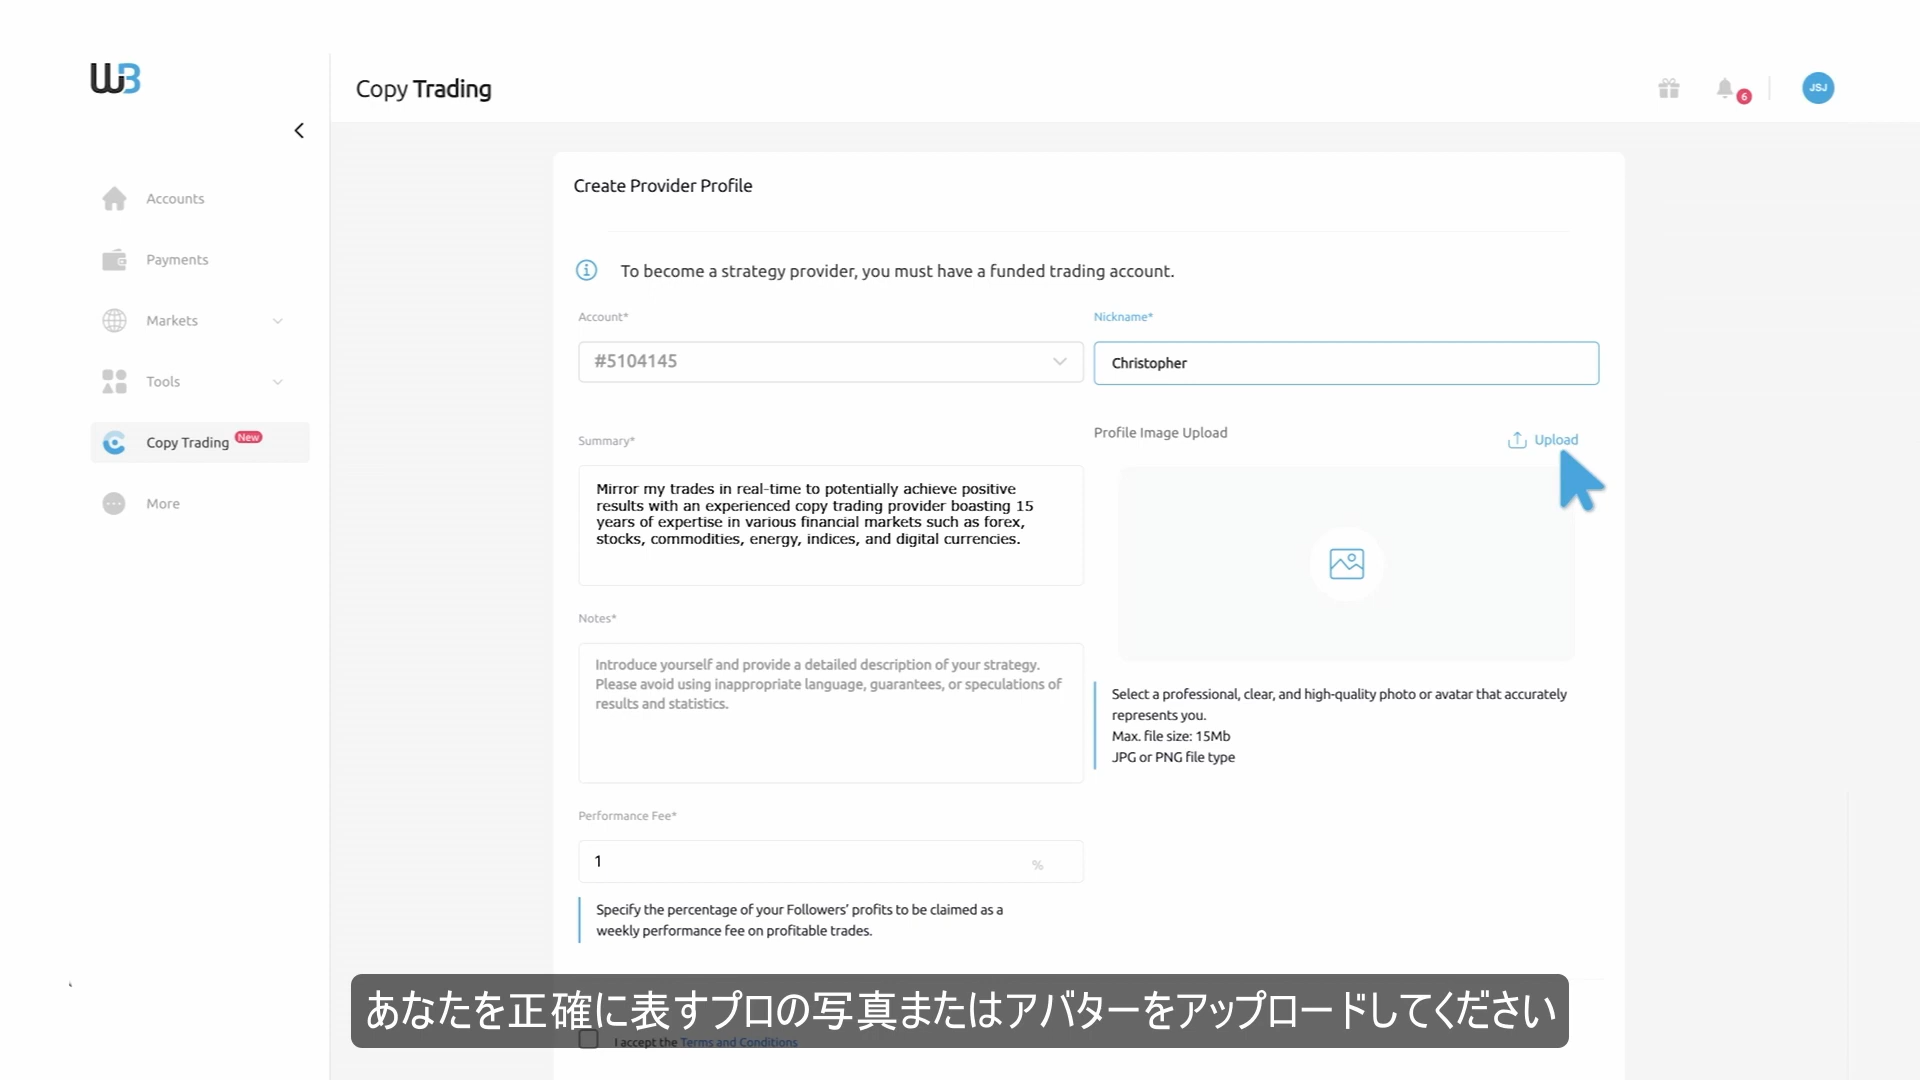 WB
Copy Trading
6
JSJ
Accounts
Payments
Markets
Tools
Copy Trading New
More
Create Provider Profile
To become a strategy provider, you must have a funded trading account.
Account*
#5104145
Nickname*
Christopher
Summary*
Mirror my trades in real-time to potentially achieve positive
results with an experienced copy trading provider boasting 15
years of expertise in various financial markets such as forex,
stocks, commodities, energy, indices, and digital currencies.
Profile Image Upload
Upload
Notes*
Introduce yourself and provide a detailed description of your strategy.
Please avoid using inappropriate language, guarantees, or speculations of
results and statistics.
Select a professional, clear, and high-quality photo or avatar that accurately
represents you.
Max. file size: 15Mb
JPG or PNG file type
Performance Fee*
1
%
Specify the percentage of your Followers' profits to be claimed as a
weekly performance fee on profitable trades.
あなたを正確に表すプロの写真またはアバターをアップロードしてください
I accept the Terms and Conditions